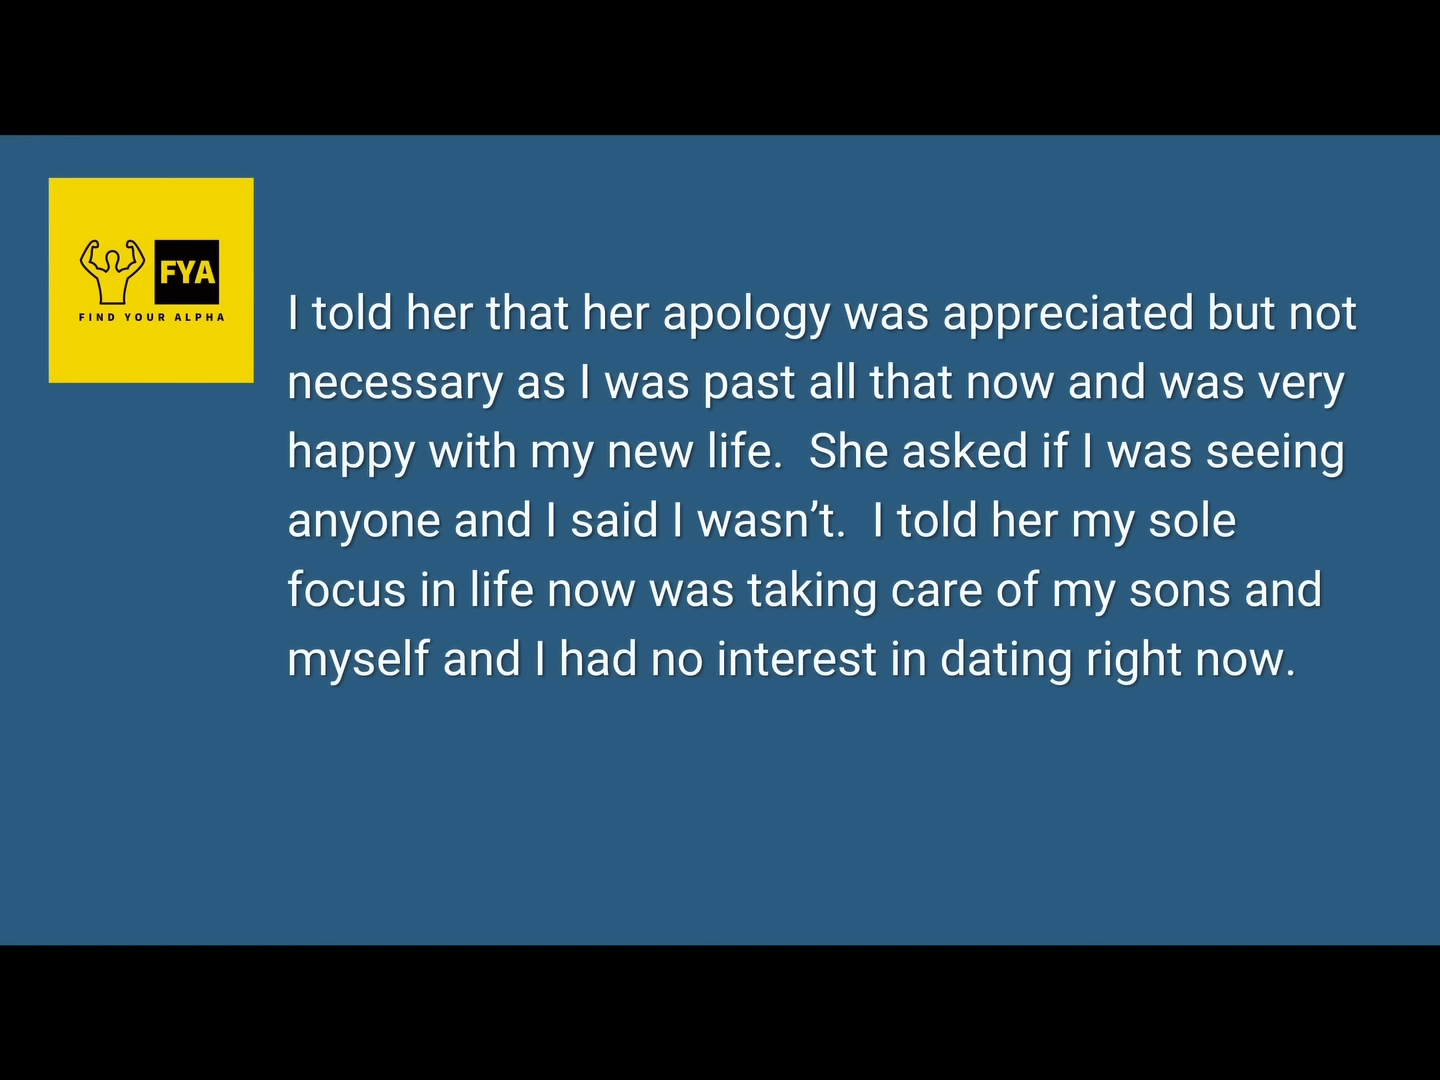 FYA
FIND YOUR ALPHA
I told her that her apology was appreciated but not
necessary as I was past all that now and was very
happy with my new life.  She asked if I was seeing
anyone and I said I wasn’t.  I told her my sole
focus in life now was taking care of my sons and
myself and I had no interest in dating right now.